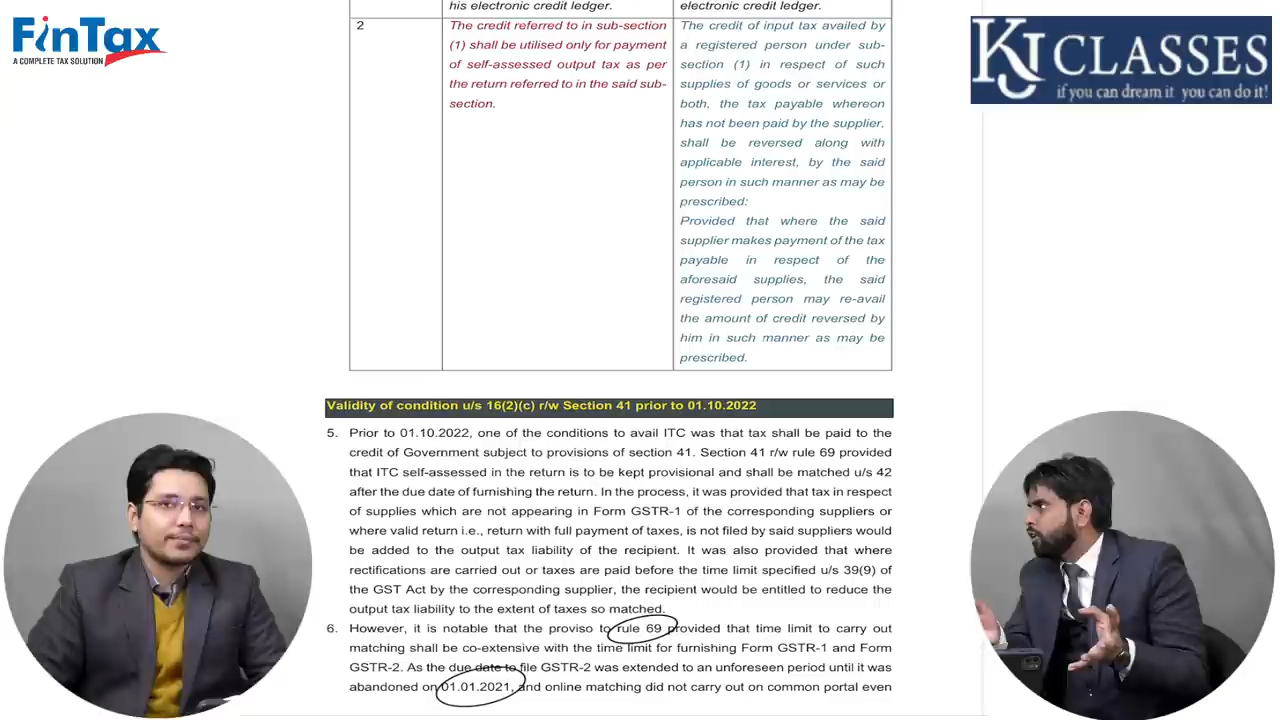 FinTax
A COMPLETE TAX SOLUTION
KJ CLASSES
if you can dream it you can do it!
his electronic credit ledger.
electronic credit ledger.
2
The credit referred to in sub-section
(1) shall be utilised only for payment
of self-assessed output tax as per
the return referred to in the said sub-
section.
The credit of input tax availed by
a registered person under sub-
section (1) in respect of such
supplies of goods or services or
both, the tax payable whereon
has not been paid by the supplier,
shall be reversed along with
applicable interest, by the said
person in such manner as may be
prescribed:
Provided that where the said
supplier makes payment of the tax
payable in respect of the
aforesaid supplies, the said
registered person may re-avail
the amount of credit reversed by
him in such manner as may be
prescribed.
Validity of condition u/s 16(2)(c) r/w Section 41 prior to 01.10.2022
5. Prior to 01.10.2022, one of the conditions to avail ITC was that tax shall be paid to the
credit of Government subject to provisions of section 41. Section 41 r/w rule 69 provided
that ITC self-assessed in the return is to be kept provisional and shall be matched u/s 42
after the due date of furnishing the return. In the process, it was provided that tax in respect
of supplies which are not appearing in Form GSTR-1 of the corresponding suppliers or
where valid return i.e., return with full payment of taxes, is not filed by said suppliers would
be added to the output tax liability of the recipient. It was also provided that where
rectifications are carried out or taxes are paid before the time limit specified u/s 39(9) of
the GST Act by the corresponding supplier, the recipient would be entitled to reduce the
output tax liability to the extent of taxes so matched.
6. However, it is notable that the proviso to rule 69 provided that time limit to carry out
matching shall be co-extensive with the time limit for furnishing Form GSTR-1 and Form
GSTR-2. As the due date to file GSTR-2 was extended to an unforeseen period until it was
abandoned on 01.01.2021, and online matching did not carry out on common portal even